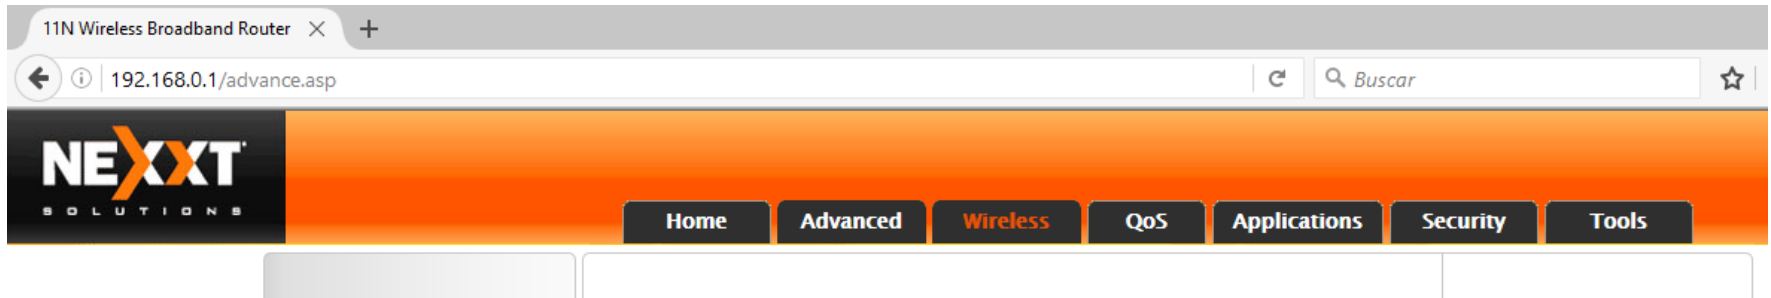 11N Wireless Broadband Router
192.168.0.1/advance.asp
Buscar
NEXXT
SOLUTIONS
Home Advanced Wireless QoS Applications Security Tools